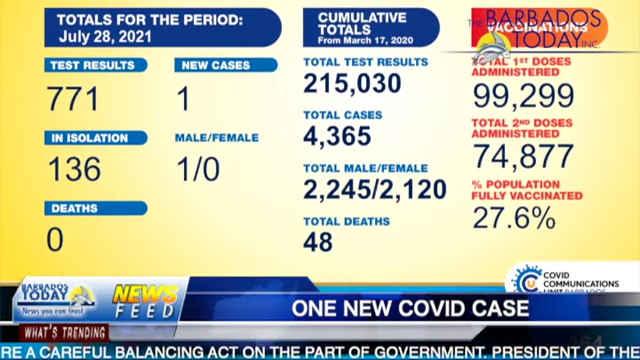 TOTALS FOR THE PERIOD:
July 28, 2021
TEST RESULTS
NEW CASES
771
1
IN ISOLATION
MALE/FEMALE
136
1/0
DEATHS
0
CUMULATIVE
TOTALS
From March 17, 2020
TOTAL TEST RESULTS
215,030
TOTAL CASES
4,365
TOTAL MALE/FEMALE
2,245/2,120
TOTAL DEATHS
48
THE BARBADOS
TODAY INC.
VACCINATIONS
TOTAL 1ST DOSES
ADMINISTERED
99,299
TOTAL 2ND DOSES
ADMINISTERED
74,877
% POPULATION
FULLY VACCINATED
27.6%
COVID
COMMUNICATIONS
UNIT BARBADOS
BARBADOS
TODAY
News you can trust
NEWS
FEED
ONE NEW COVID CASE
WHAT'S TRENDING
RE A CAREFUL BALANCING ACT ON THE PART OF GOVERNMENT. PRESIDENT OF THE